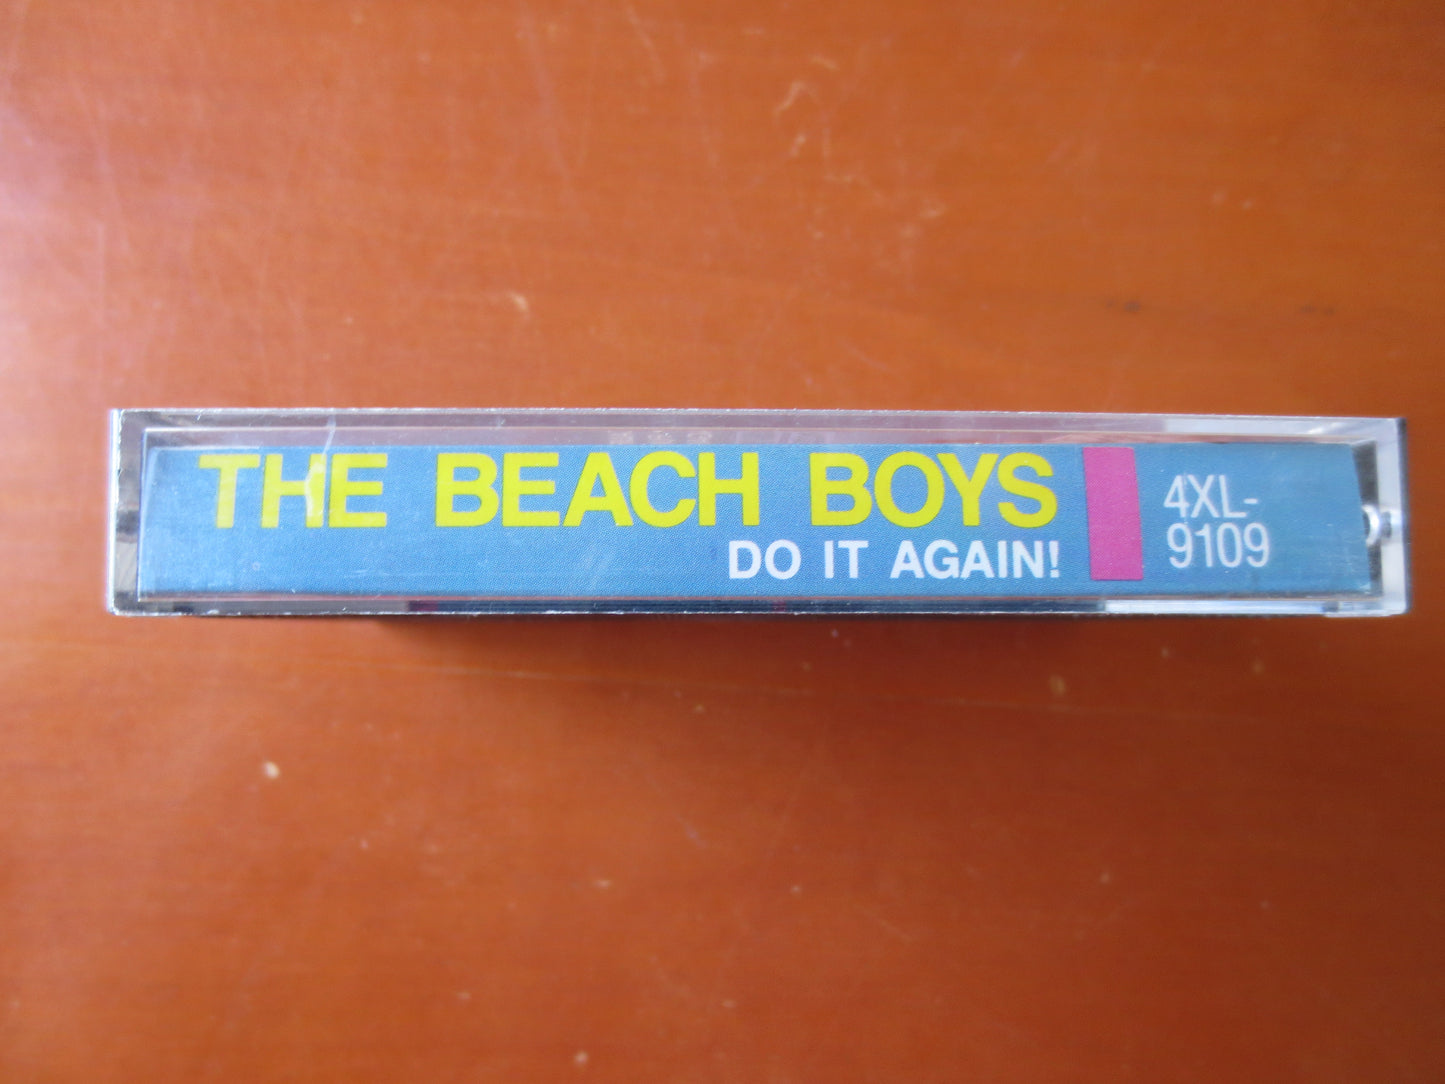 THE BEACH BOYS
DO IT AGAIN!
4XL-
9109